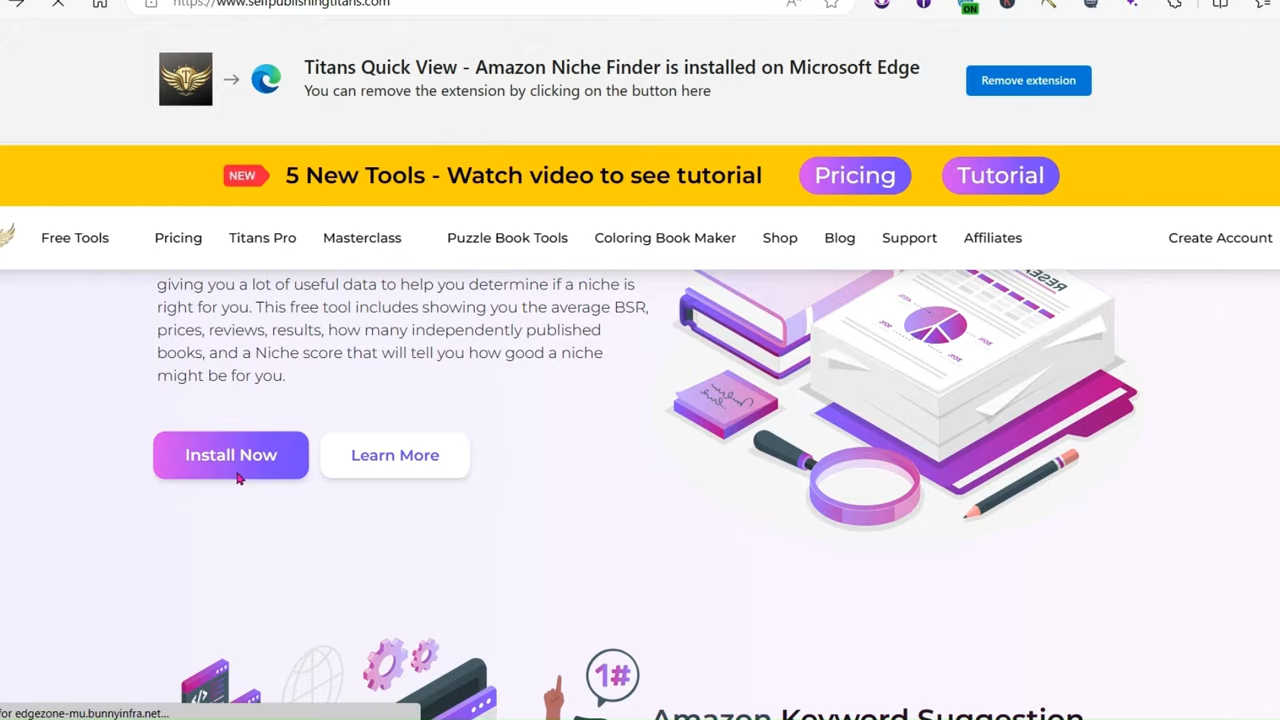 https://www.selfpublishingtitans.com
ON
Titans Quick View - Amazon Niche Finder is installed on Microsoft Edge
You can remove the extension by clicking on the button here
Remove extension
NEW
5 New Tools - Watch video to see tutorial
Pricing
Tutorial
Free Tools
Pricing
Titans Pro
Masterclass
Puzzle Book Tools
Coloring Book Maker
Shop
Blog
Support
Affiliates
Create Account
giving you a lot of useful data to help you determine if a niche is
right for you. This free tool includes showing you the average BSR,
prices, reviews, results, how many independently published
books, and a Niche score that will tell you how good a niche
might be for you.
Install Now
Learn More
1#
Amazon Keyword Suggestion
for edgezone-mu.bunnyinfra.net...